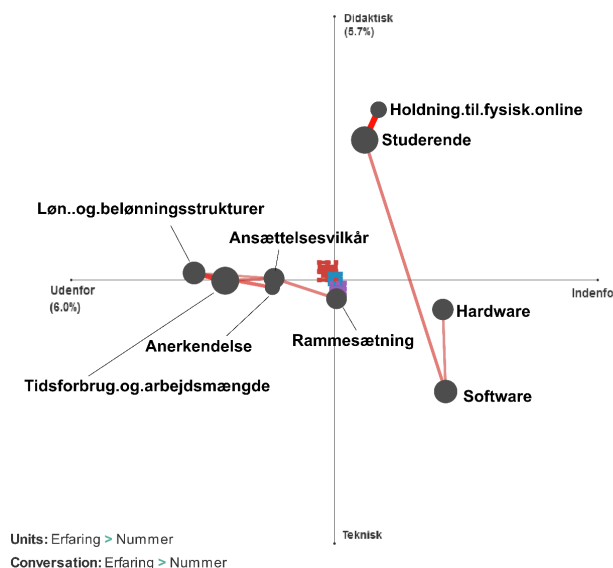 Didaktisk
(5.7%)
Holdning.til.fysisk.online
Studerende
Løn..og.belønningsstrukturer
Ansættelsesvilkår
Udenfor
(6.0%)
Indenfo
Hardware
Anerkendelse
Rammesætning
Tidsforbrug.og.arbejdsmængde
Software
Teknisk
Units: Erfaring > Nummer
Conversation: Erfaring > Nummer